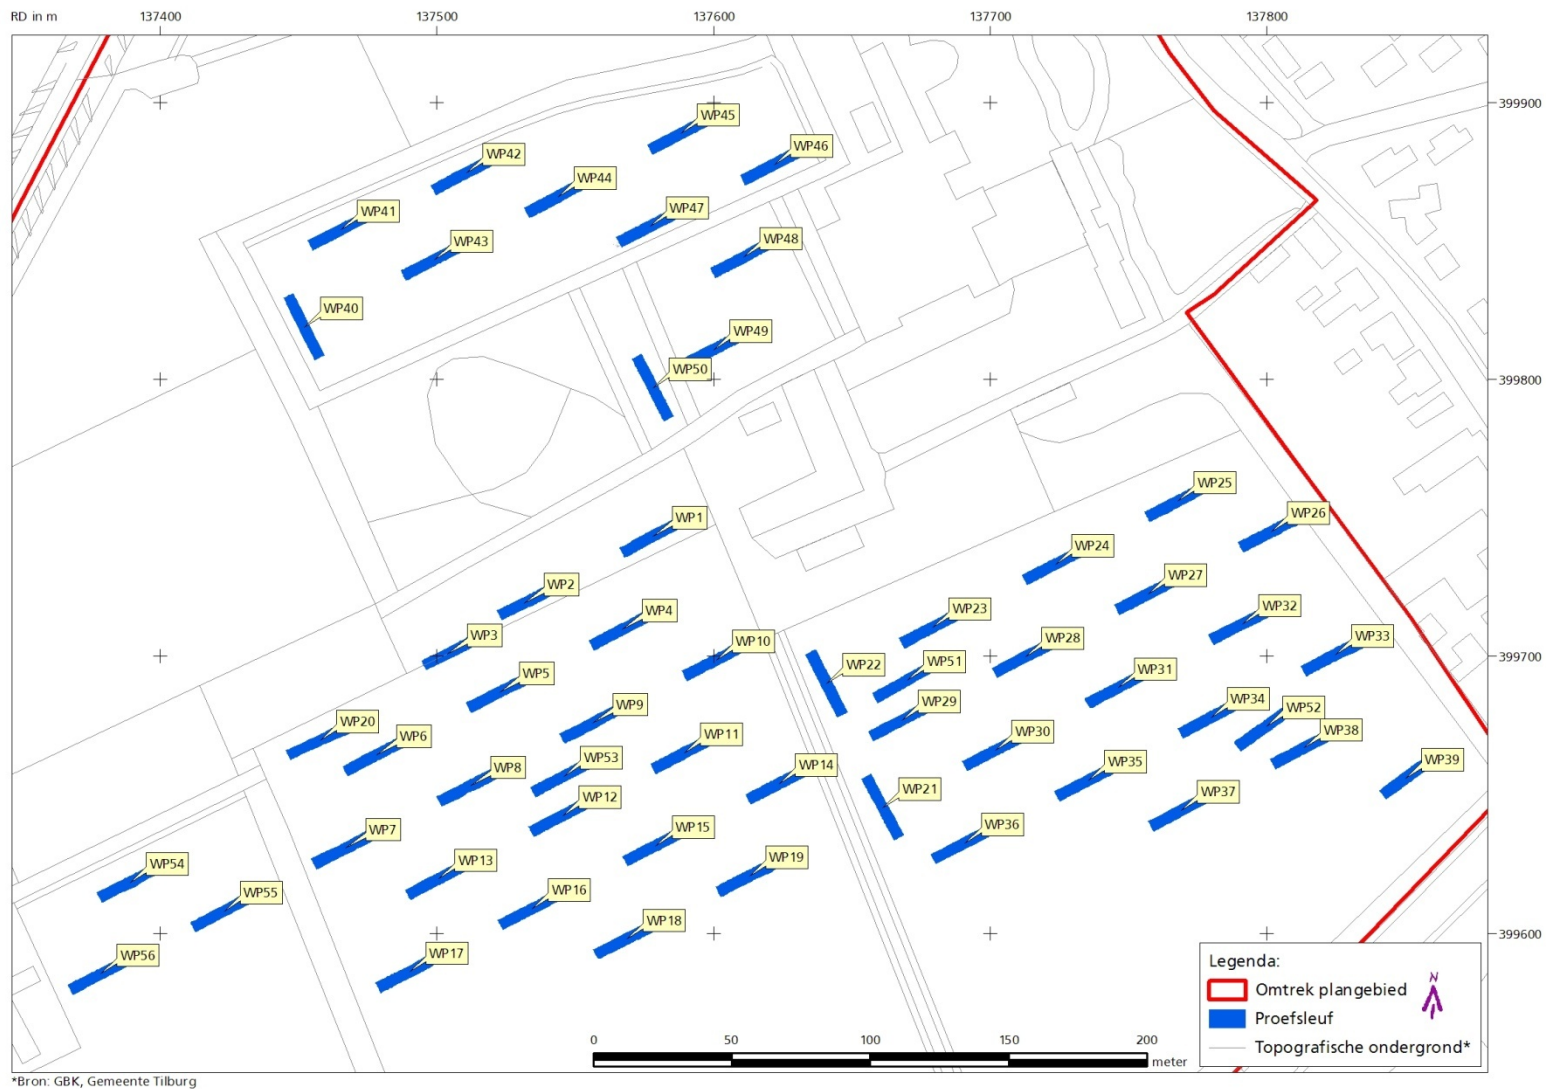 RD in m
137400
137500
137600
137700
137800
399900
WP45
WP46
WP42
WP44
WP41
WP47
WP43
WP48
WP40
WP49
WP50
399800
WP25
WP26
WP1
WP24
WP27
WP2
WP4
WP23
WP32
WP3
WP10
WP28
WP33
399700
WP22
WP51
WP5
WP31
WP29
WP9
WP34
WP52
WP20
WP6
WP11
WP30
WP38
WP8
WP53
WP14
WP35
WP39
WP12
WP21
WP37
WP7
WP15
WP36
WP54
WP13
WP19
WP55
WP16
WP18
399600
WP56
WP17
Legenda:
Omtrek plangebied
N
Proefsleuf
Topografische ondergrond*
0
50
100
150
200
meter
*Bron: GBK, Gemeente Tilburg